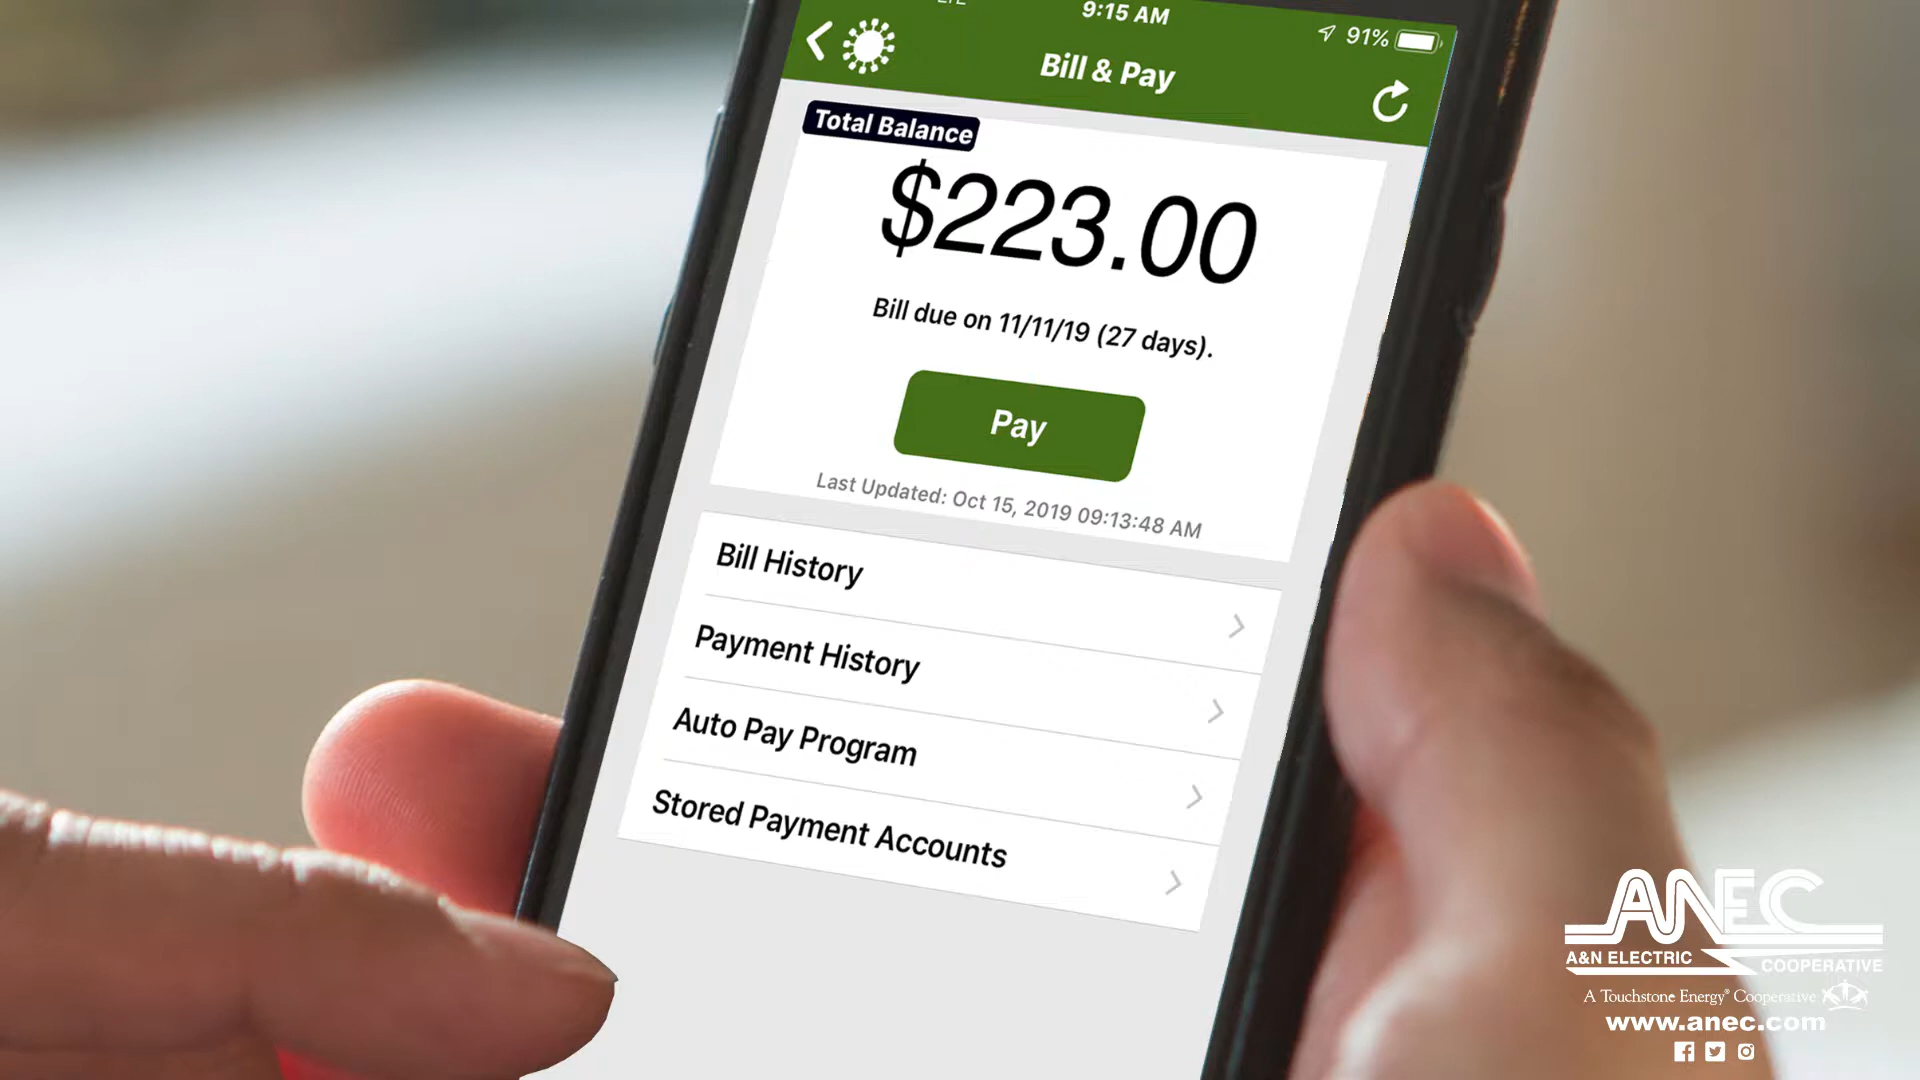 LTE
9:15 AM
91%
Bill & Pay
Total Balance
$223.00
Bill due on 11/11/19 (27 days).
Pay
Last Updated: Oct 15, 2019 09:13:48 AM
Bill History
Payment History
Auto Pay Program
Stored Payment Accounts
ANEC
A&N ELECTRIC COOPERATIVE
A Touchstone Energy® Cooperative
www.anec.com